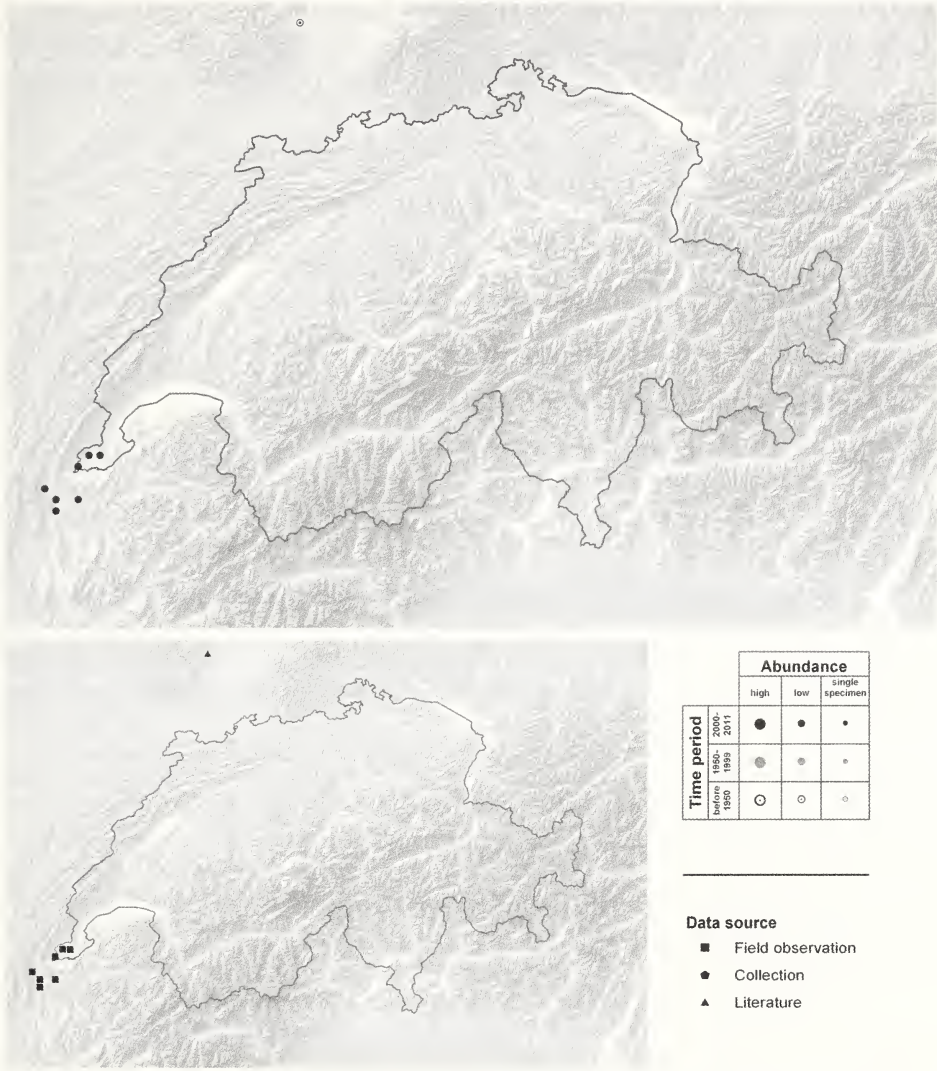 Abundance
high low single
specimen
Time period
2000-
2011
1950-
1999
before
1950
Data source
Field observation
Collection
Literature